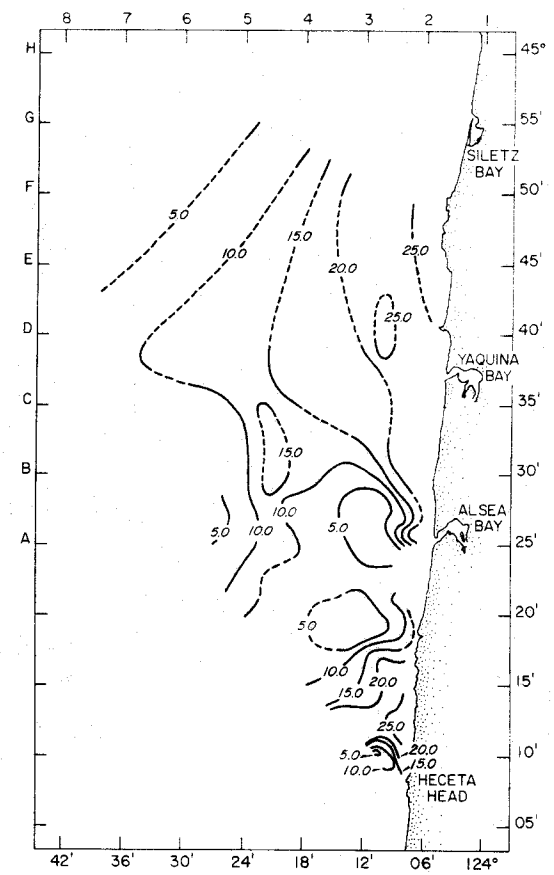 8 7 6 5 4 3 2 1
H 45°
G 55'
SILETZ
BAY
F 50'
5.0
15.0
10.0 20.0 25.0
E 45'
25.0
D 40'
YAQUINA
BAY
C 35'
15.0
B 30'
10.0
5.0
ALSEA
BAY
5.0 10.0
A 25'
20'
5.0
10.0
20.0
15.0
15'
25.0
5.0 20.0 10'
10.0 15.0
HECETA
HEAD
05'
42' 36' 30' 24' 18' 12' 06' 124°